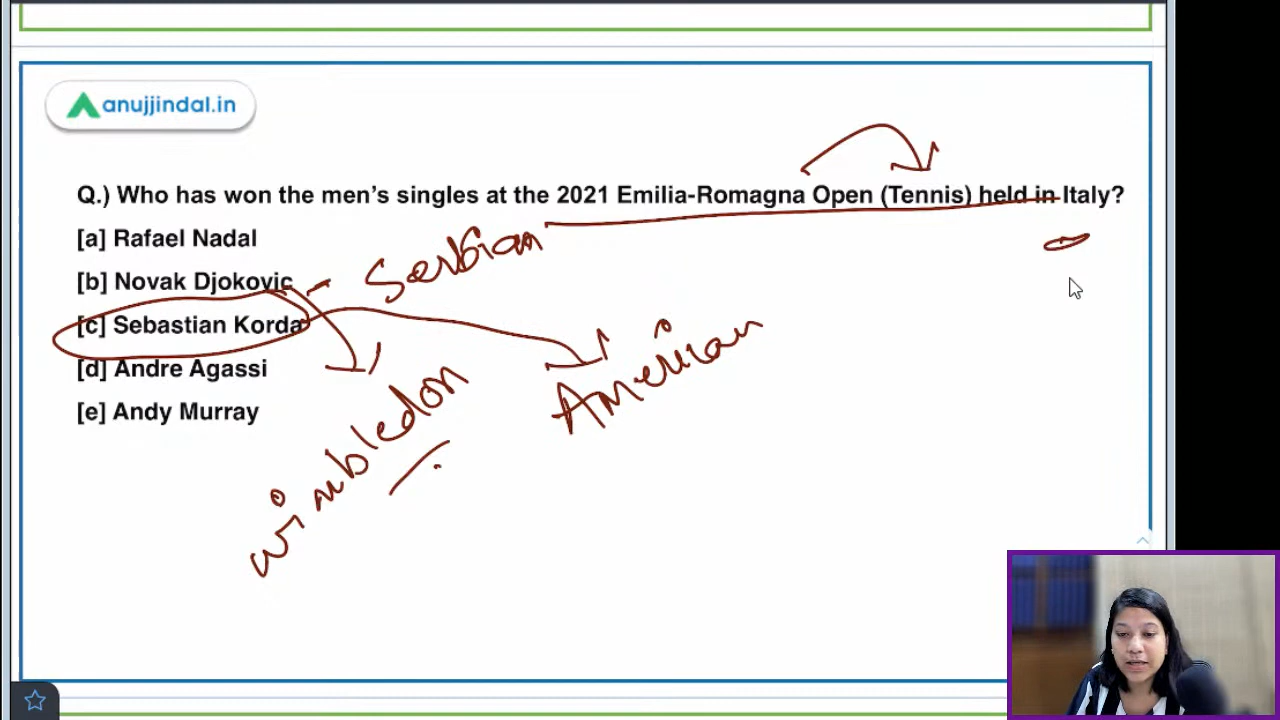 anujjindal.in
Q.) Who has won the men's singles at the 2021 Emilia-Romagna Open (Tennis) held in Italy?
[a] Rafael Nadal
[b] Novak Djokovic - Serbian
[c] Sebastian Korda
American
[d] Andre Agassi
[e] Andy Murray
wimbledon